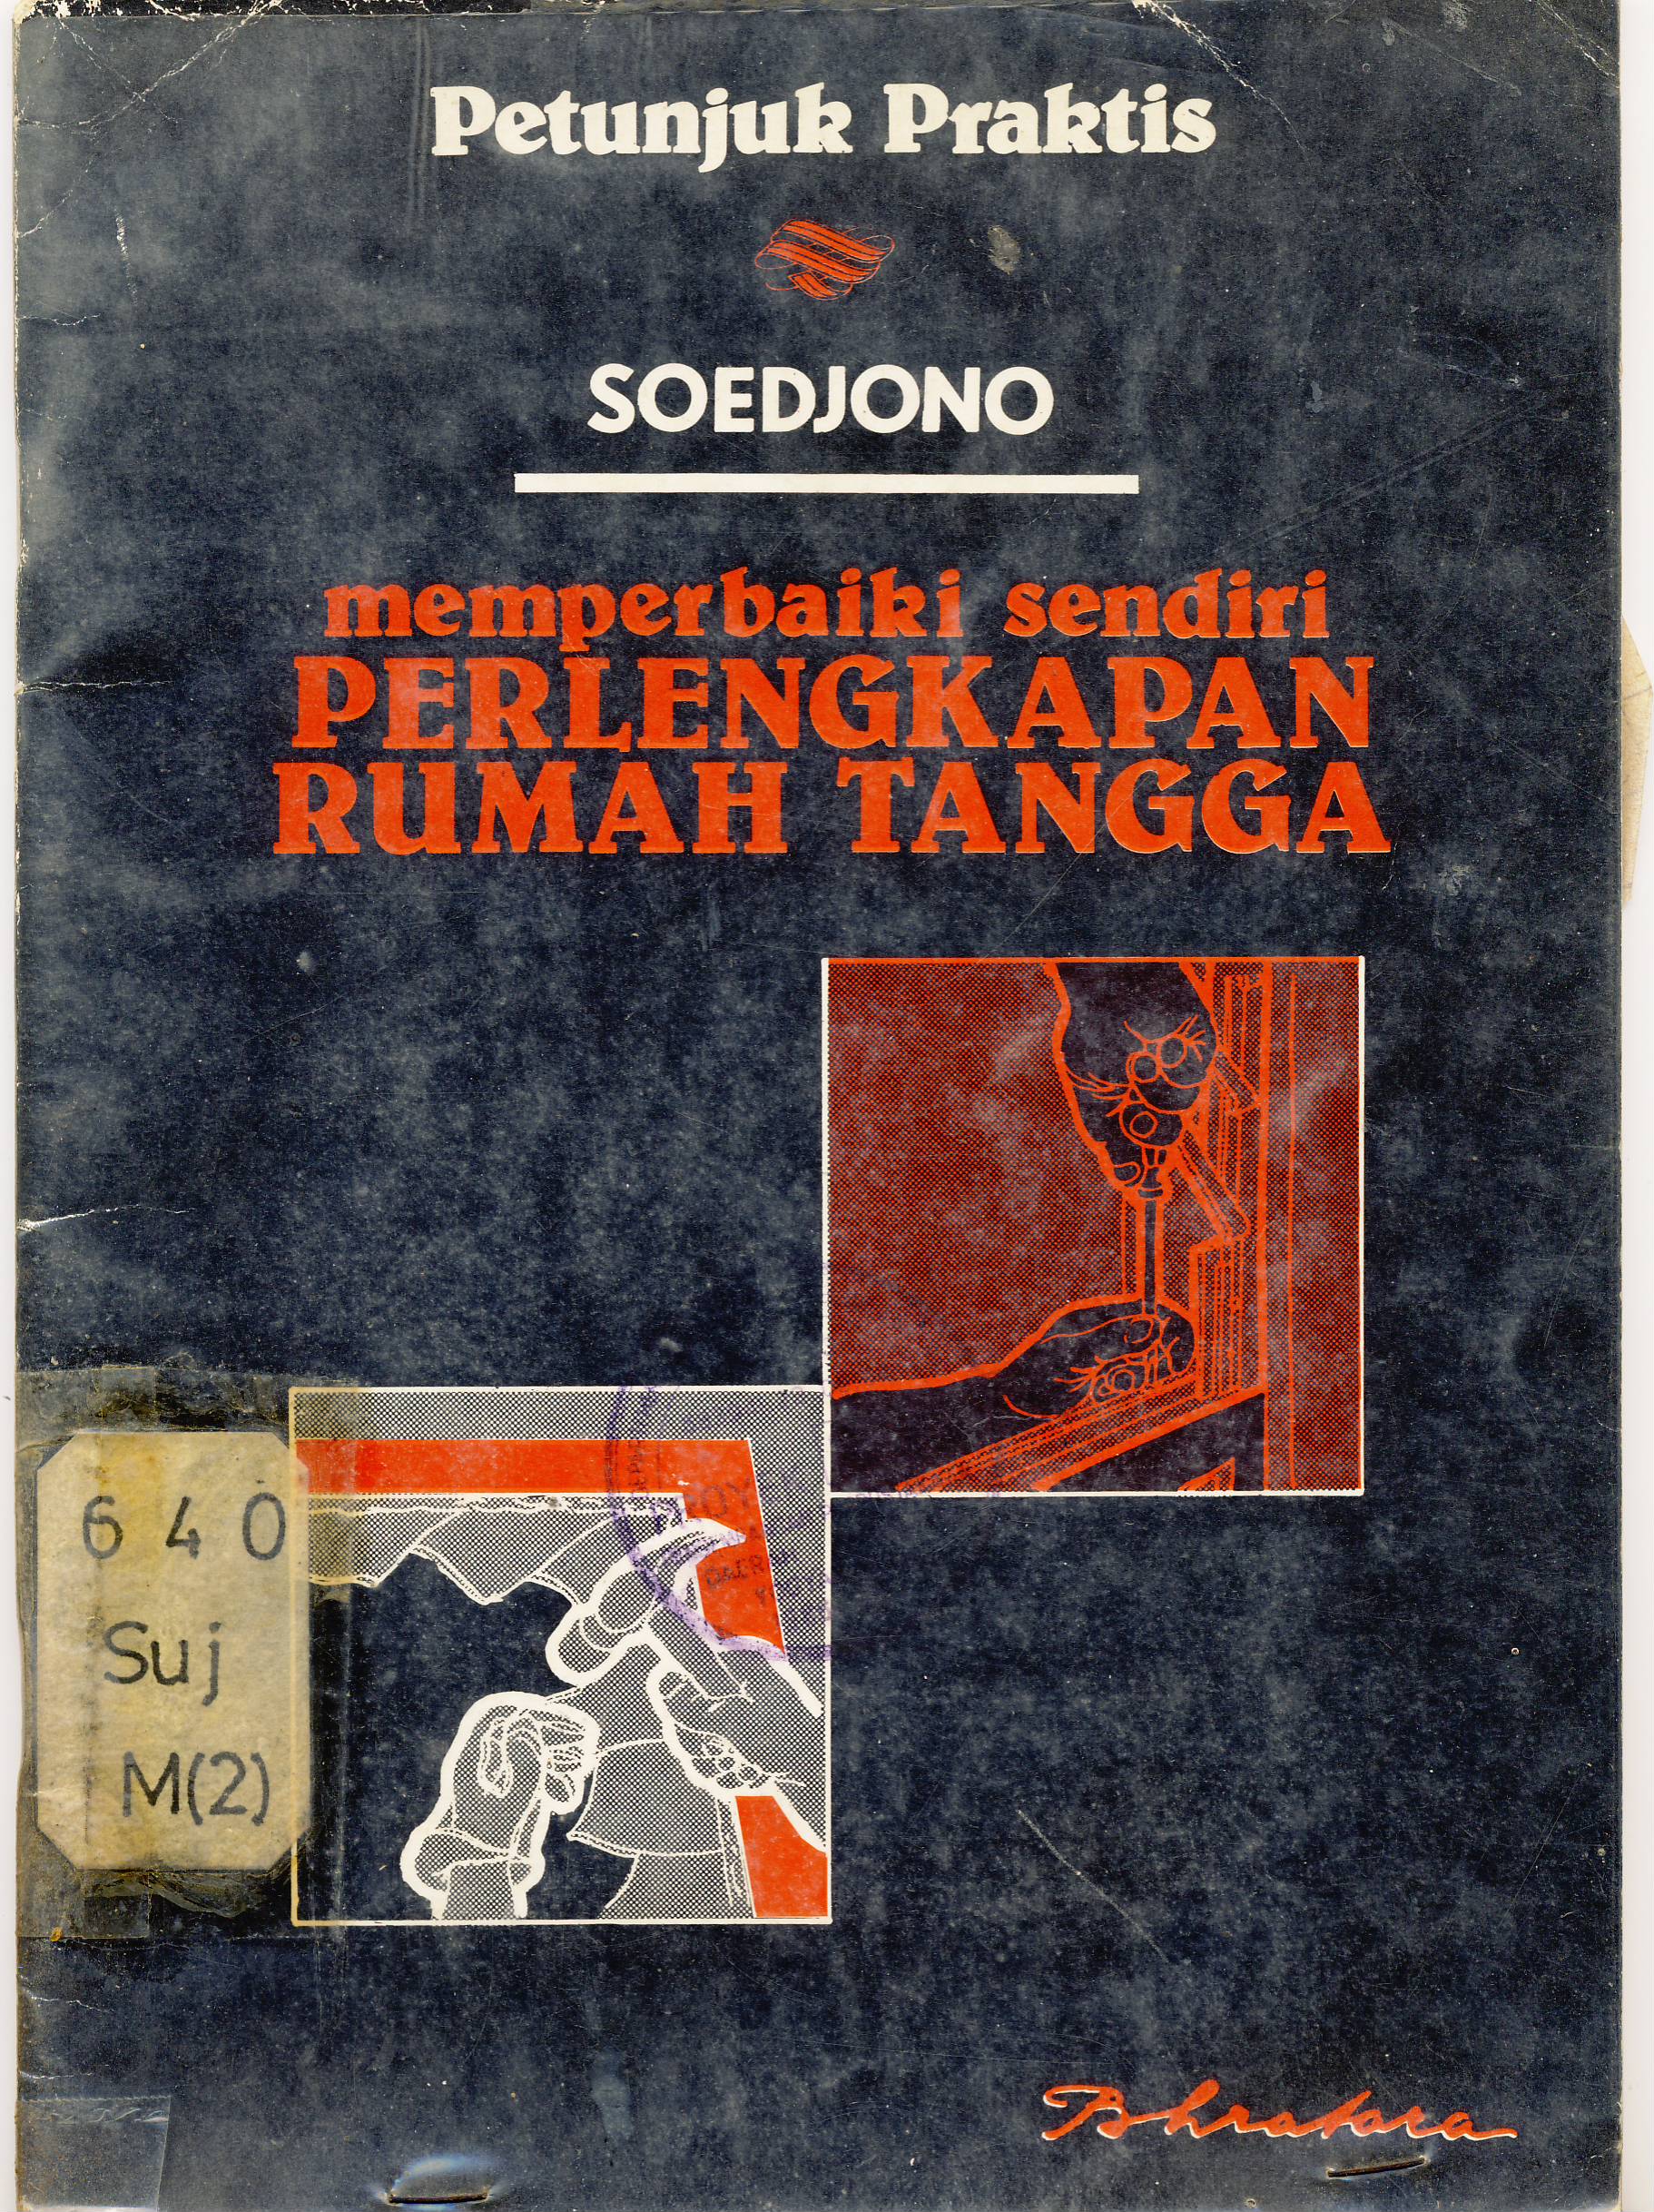 Petunjuk Praktis
SOEDJONO
memperbaiki sendiri
PERLENGKAPAN
RUMAH TANGGA
640
Suj
M(2)
Bhratara